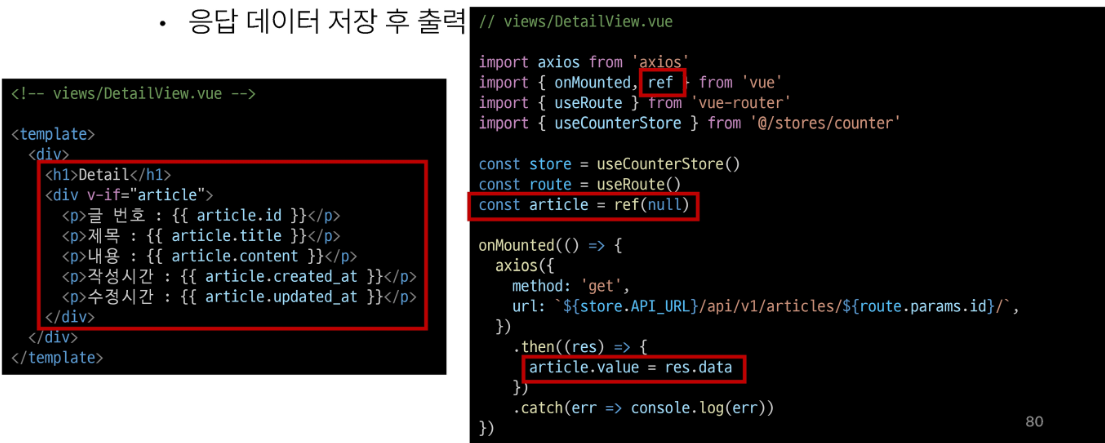 • 응답 데이터 저장 후 출력
<!-- views/DetailView.vue -->
<template>
<div>
<h1>Detail</h1>
<div v-if="article">
<p>글 번호 : {{ article.id }}</p>
<p>제목 : {{ article.title }}</p>
<p>내용 : {{ article.content }}</p>
<p>작성시간 : {{ article.created_at }}</p>
<p>수정시간 : {{ article.updated_at }}</p>
</div>
</div>
</template>
// views/DetailView.vue
import axios from 'axios'
import { onMounted, ref } from 'vue'
import { useRoute } from 'vue-router'
import { useCounterStore } from '@/stores/counter'
const store = useCounterStore()
const route = useRoute()
const article = ref(null)
onMounted(() => {
axios({
method: 'get',
url: `${store.API_URL}/api/v1/articles/${route.params.id}/`,
})
.then((res) => {
article.value = res.data
})
.catch(err => console.log(err))
})
80